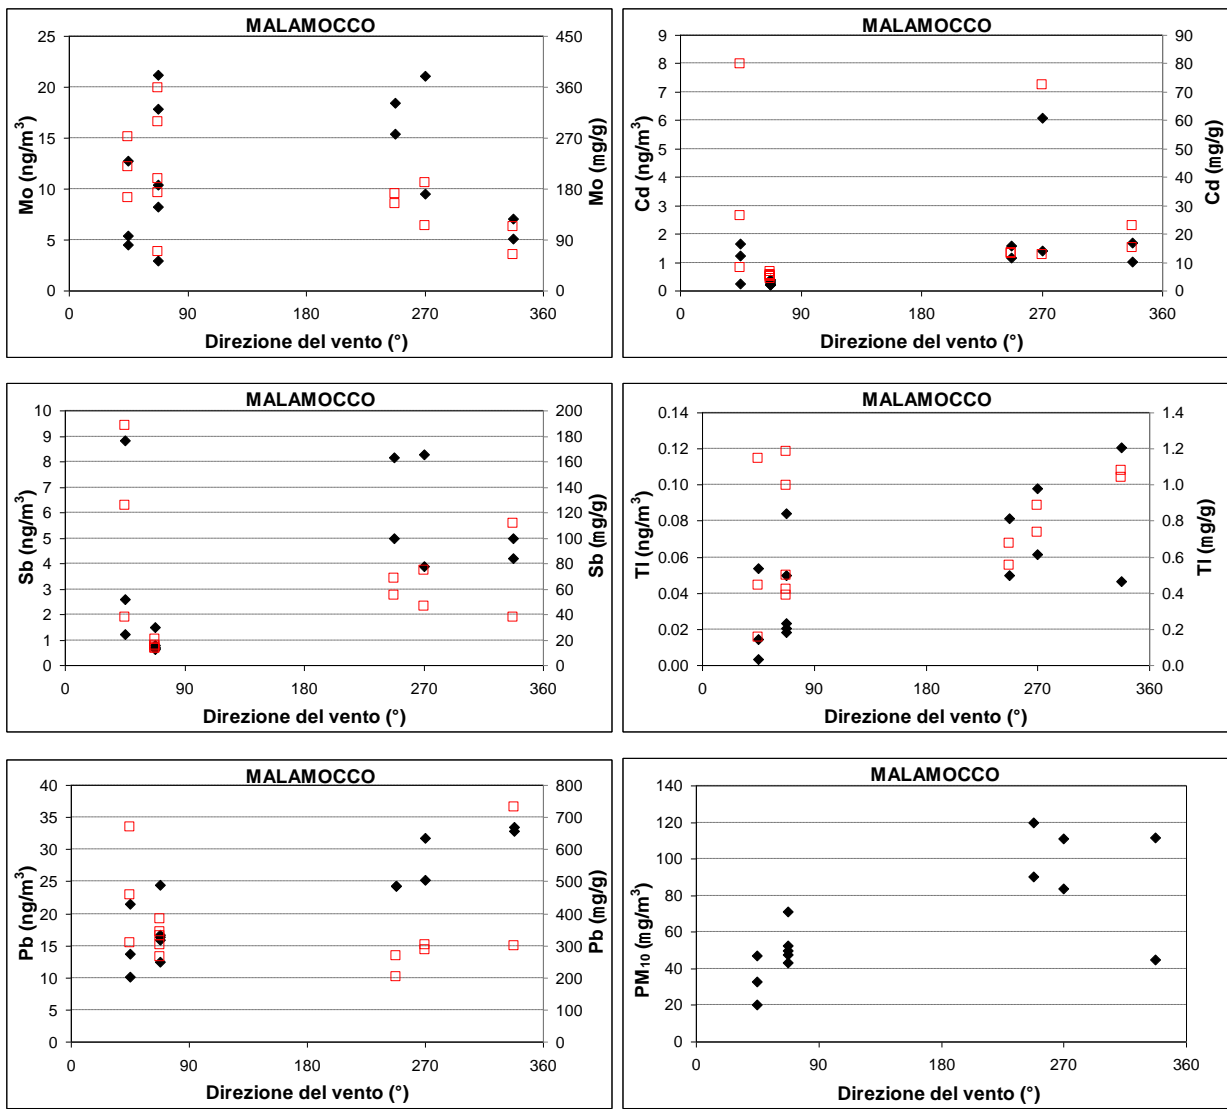 MALAMOCCO
25 20 15 10 5 0
Mo (ng/m³)
450 360 270 180 90 0
Mo (mg/g)
0 90 180 270 360
Direzione del vento (°)
MALAMOCCO
9 8 7 6 5 4 3 2 1 0
Cd (ng/m³)
90 80 70 60 50 40 30 20 10 0
Cd (mg/g)
0 90 180 270 360
Direzione del vento (°)
MALAMOCCO
10 9 8 7 6 5 4 3 2 1 0
Sb (ng/m³)
200 180 160 140 120 100 80 60 40 20 0
Sb (mg/g)
0 90 180 270 360
Direzione del vento (°)
MALAMOCCO
0.14 0.12 0.10 0.08 0.06 0.04 0.02 0.00
Tl (ng/m³)
1.4 1.2 1.0 0.8 0.6 0.4 0.2 0.0
Tl (mg/g)
0 90 180 270 360
Direzione del vento (°)
MALAMOCCO
40 35 30 25 20 15 10 5 0
Pb (ng/m³)
800 700 600 500 400 300 200 100 0
Pb (mg/g)
0 90 180 270 360
Direzione del vento (°)
MALAMOCCO
140 120 100 80 60 40 20 0
PM₁₀ (mg/m³)
0 90 180 270 360
Direzione del vento (°)